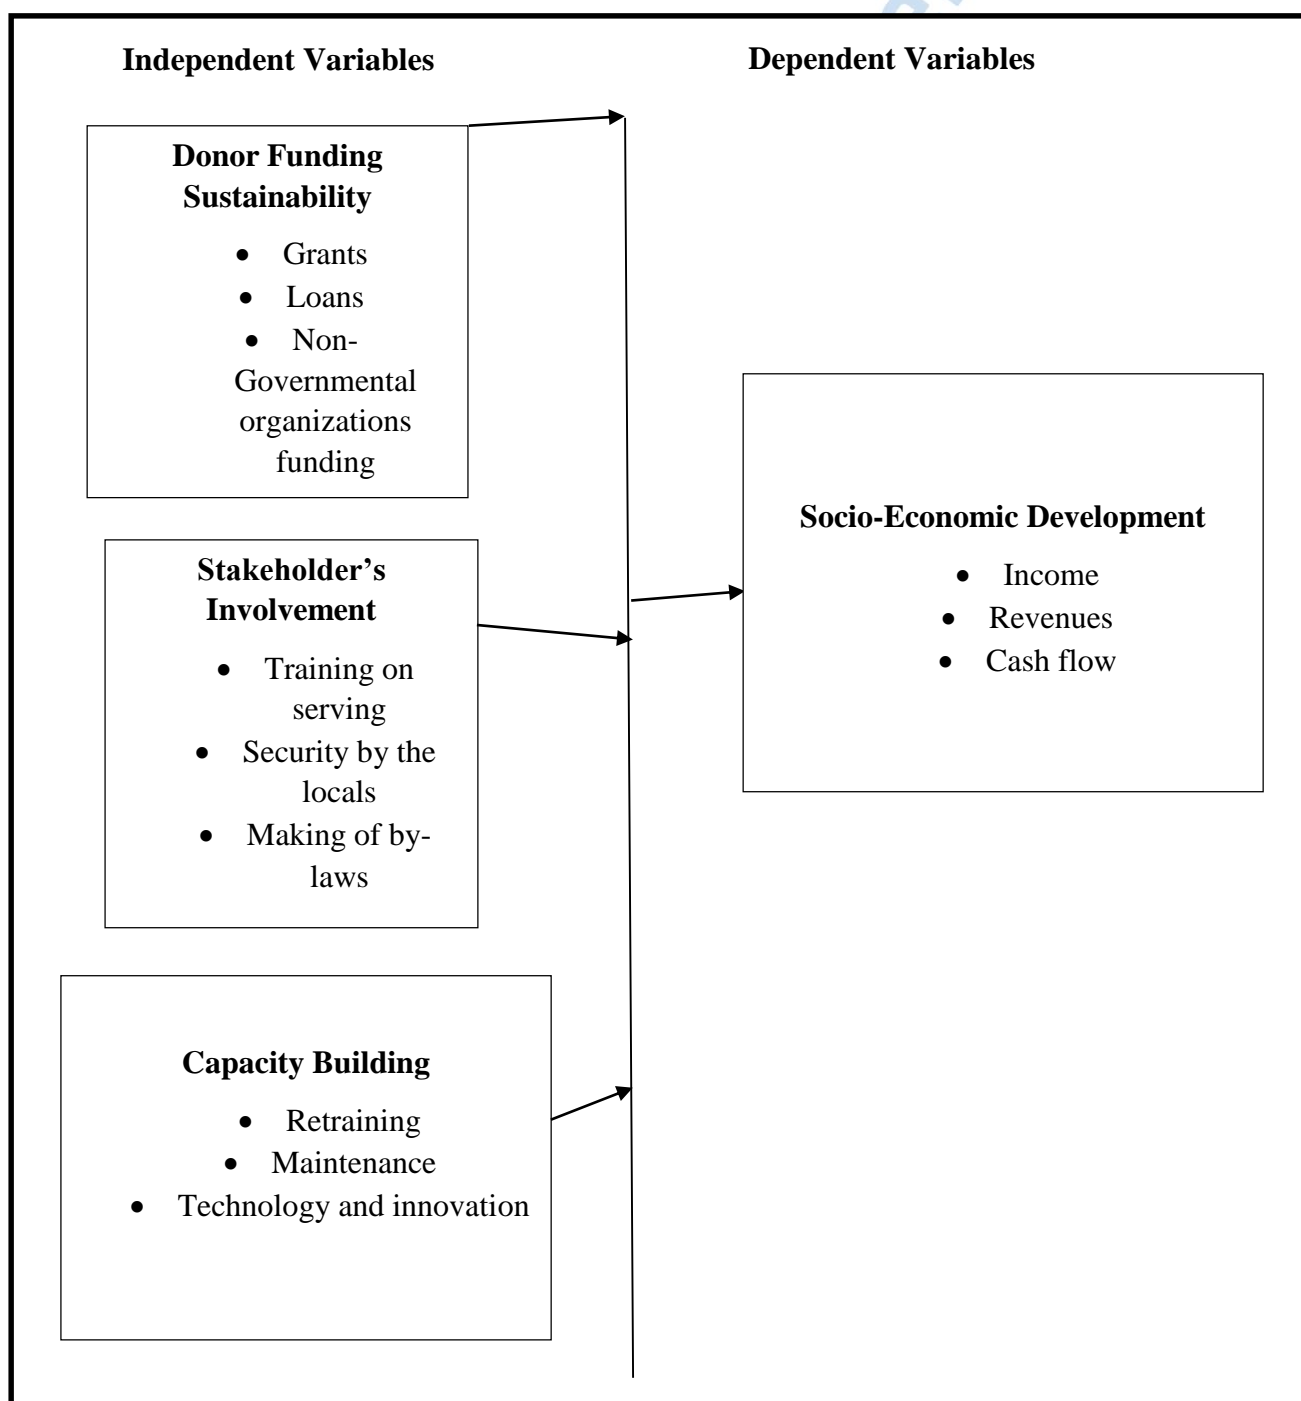 Independent Variables
Dependent Variables
Donor Funding
Sustainability
• Grants
• Loans
• Non-
Governmental
organizations
funding
Stakeholder’s
Involvement
• Training on
serving
• Security by the
locals
• Making of by-
laws
Capacity Building
• Retraining
• Maintenance
• Technology and innovation
Socio-Economic Development
• Income
• Revenues
• Cash flow